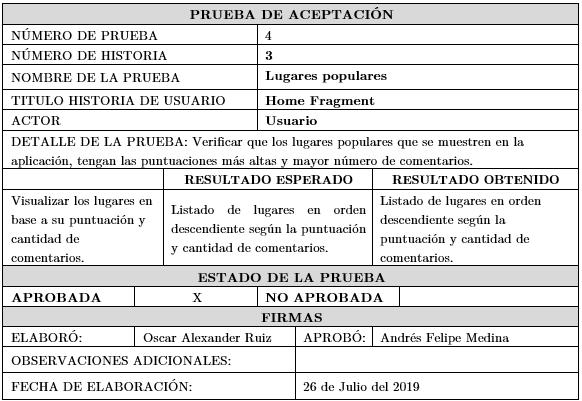 PRUEBA DE ACEPTACIÓN
NÚMERO DE PRUEBA 4
NÚMERO DE HISTORIA 3
NOMBRE DE LA PRUEBA Lugares populares
TITULO HISTORIA DE USUARIO Home Fragment
ACTOR Usuario
DETALLE DE LA PRUEBA: Verificar que los lugares populares que se muestren en la
aplicación, tengan las puntuaciones más altas y mayor número de comentarios.
RESULTADO ESPERADO RESULTADO OBTENIDO
Visualizar los lugares en
base a su puntuación y
cantidad de
comentarios.
Listado de lugares en orden
descendiente según la puntuación
y cantidad de comentarios.
Listado de lugares en orden
descendiente según la
puntuación y cantidad de
comentarios.
ESTADO DE LA PRUEBA
APROBADA X NO APROBADA
FIRMAS
ELABORÓ: Oscar Alexander Ruiz APROBÓ: Andrés Felipe Medina
OBSERVACIONES ADICIONALES:
FECHA DE ELABORACIÓN: 26 de Julio del 2019